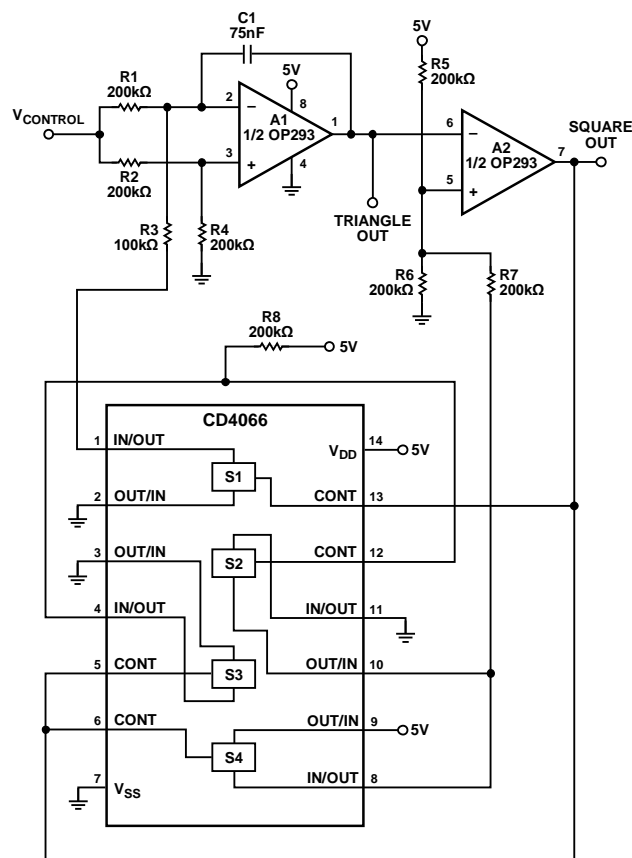 C1
75nF
5V
5V
R1
200kΩ
R5
200kΩ
2
8
A1
1/2 OP293
1
6
A2
1/2 OP293
7
SQUARE
OUT
VCONTROL
3
4
5
R2
200kΩ
R3
100kΩ
R4
200kΩ
TRIANGLE
OUT
R6
200kΩ
R7
200kΩ
R8
200kΩ
5V
CD4066
1
IN/OUT
VDD
14
5V
S1
2
OUT/IN
CONT
13
3
OUT/IN
S2
CONT
12
4
IN/OUT
IN/OUT
11
5
CONT
S3
OUT/IN
10
6
CONT
OUT/IN
9
5V
S4
7
VSS
IN/OUT
8